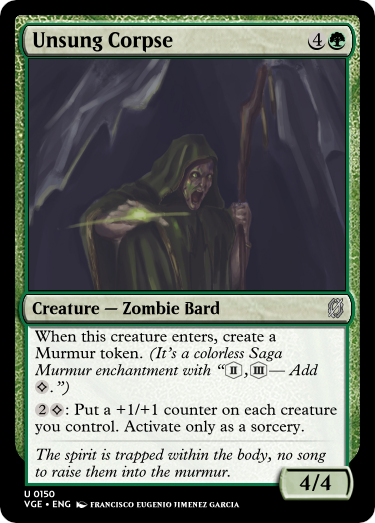 Unsung Corpse 4
Creature — Zombie Bard
When this creature enters, create a
Murmur token. (It's a colorless Saga
Murmur enchantment with “II, III — Add
.”)
2 : Put a +1/+1 counter on each creature
you control. Activate only as a sorcery.
The spirit is trapped within the body, no song
to raise them into the murmur.
4/4
U 0150
VGE • ENG FRANCISCO EUGENIO JIMENEZ GARCIA